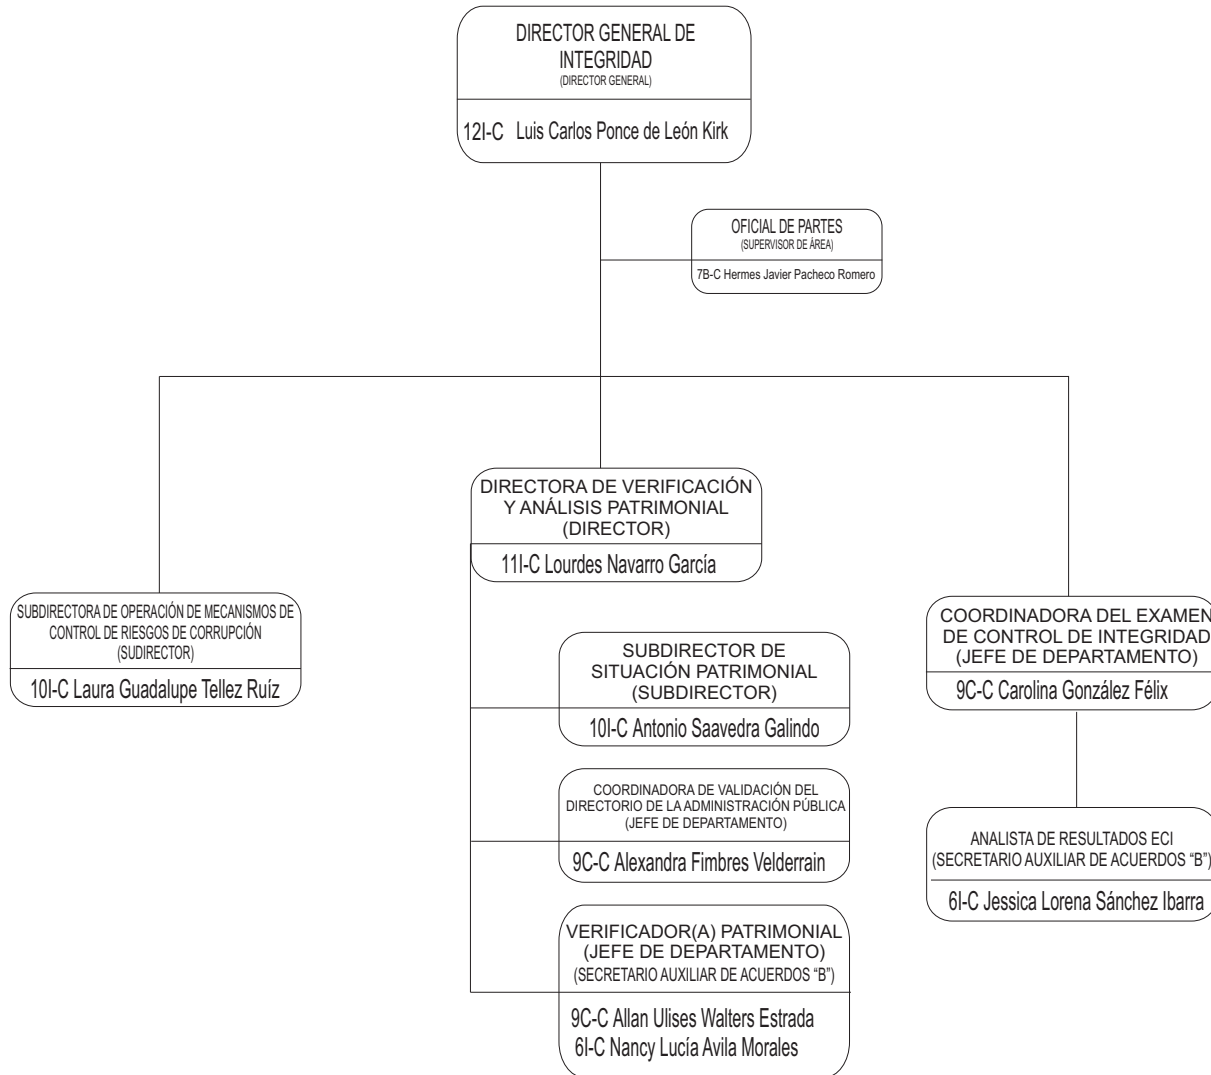 DIRECTOR GENERAL DE
INTEGRIDAD
(DIRECTOR GENERAL)
12I-C Luis Carlos Ponce de León Kirk
OFICIAL DE PARTES
(SUPERVISOR DE ÁREA)
7B-C Hermes Javier Pacheco Romero
DIRECTORA DE VERIFICACIÓN
Y ANÁLISIS PATRIMONIAL
(DIRECTOR)
11I-C Lourdes Navarro García
SUBDIRECTORA DE OPERACIÓN DE MECANISMOS DE
CONTROL DE RIESGOS DE CORRUPCIÓN
(SUDIRECTOR)
10I-C Laura Guadalupe Tellez Ruíz
COORDINADORA DEL EXAMEN
DE CONTROL DE INTEGRIDAD
(JEFE DE DEPARTAMENTO)
9C-C Carolina González Félix
SUBDIRECTOR DE
SITUACIÓN PATRIMONIAL
(SUBDIRECTOR)
10I-C Antonio Saavedra Galindo
COORDINADORA DE VALIDACIÓN DEL
DIRECTORIO DE LA ADMINISTRACIÓN PÚBLICA
(JEFE DE DEPARTAMENTO)
9C-C Alexandra Fimbres Velderrain
ANALISTA DE RESULTADOS ECI
(SECRETARIO AUXILIAR DE ACUERDOS “B”)
6I-C Jessica Lorena Sánchez Ibarra
VERIFICADOR(A) PATRIMONIAL
(JEFE DE DEPARTAMENTO)
(SECRETARIO AUXILIAR DE ACUERDOS “B”)
9C-C Allan Ulises Walters Estrada
6I-C Nancy Lucía Avila Morales